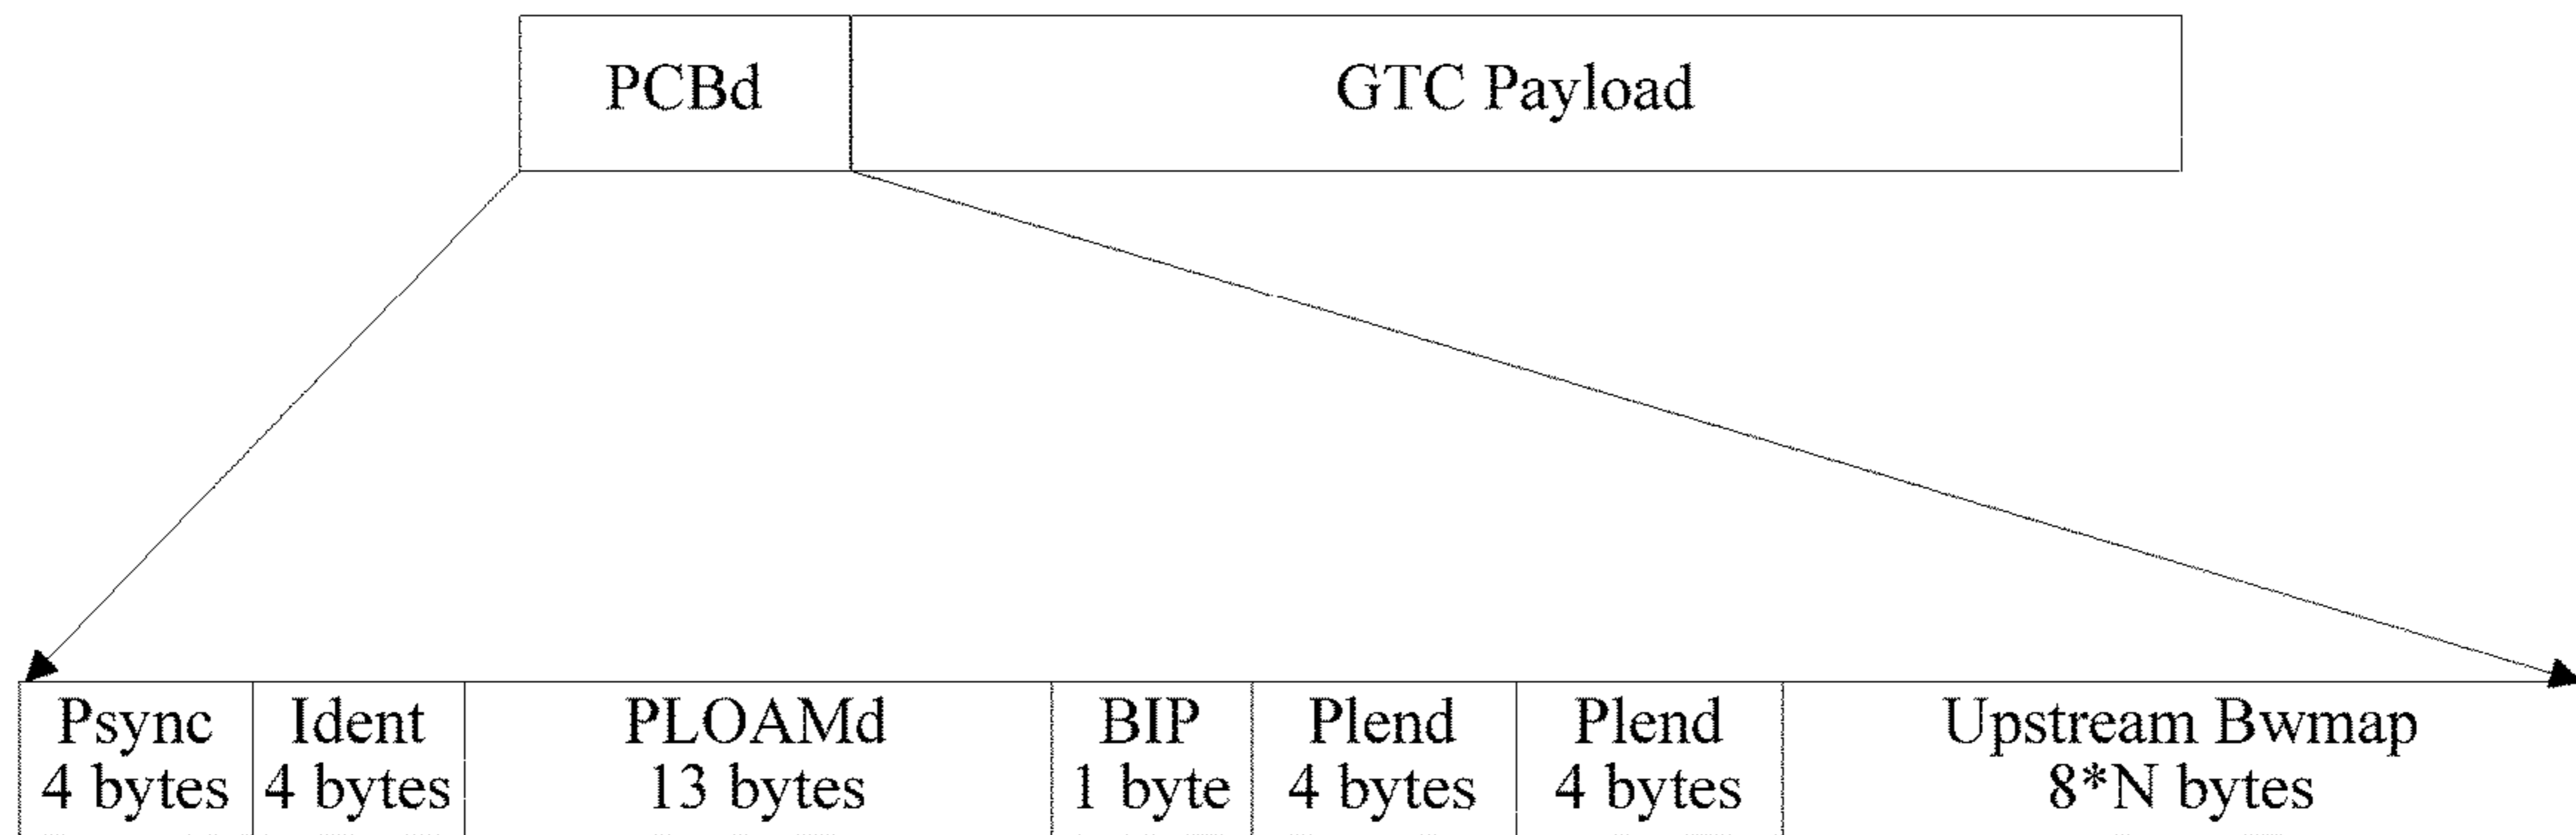 PCBd
GTC Payload
Psync
4 bytes
Ident
4 bytes
PLOAMd
13 bytes
BIP
1 byte
Plend
4 bytes
Plend
4 bytes
Upstream Bwmap
8*N bytes